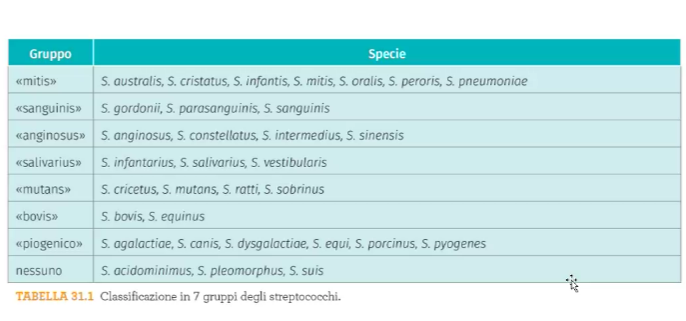 Gruppo Specie
«mitis» S. australis, S. cristatus, S. infantis, S. mitis, S. oralis, S. peroris, S. pneumoniae
«sanguinis» S. gordonii, S. parasanguinis, S. sanguinis
«anginosus» S. anginosus, S. constellatus, S. intermedius, S. sinensis
«salivarius» S. infantarius, S. salivarius, S. vestibularis
«mutans» S. cricetus, S. mutans, S. ratti, S. sobrinus
«bovis» S. bovis, S. equinus
«piogenico» S. agalactiae, S. canis, S. dysgalactiae, S. equi, S. porcinus, S. pyogenes
nessuno S. acidominimus, S. pleomorphus, S. suis
TABELLA 31.1 Classificazione in 7 gruppi degli streptococchi.